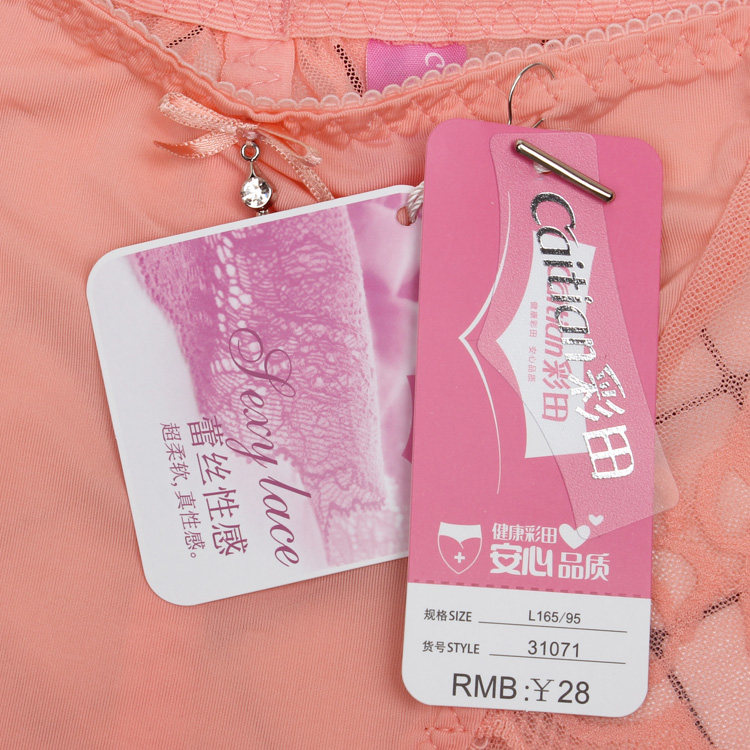 Sexy lace
蕾丝性感
超柔软,真性感。
Caitian彩田
彩田
健康彩田 安心品质
健康彩田
安心品质
规格SIZE L165/95
货号STYLE 31071
RMB:¥28